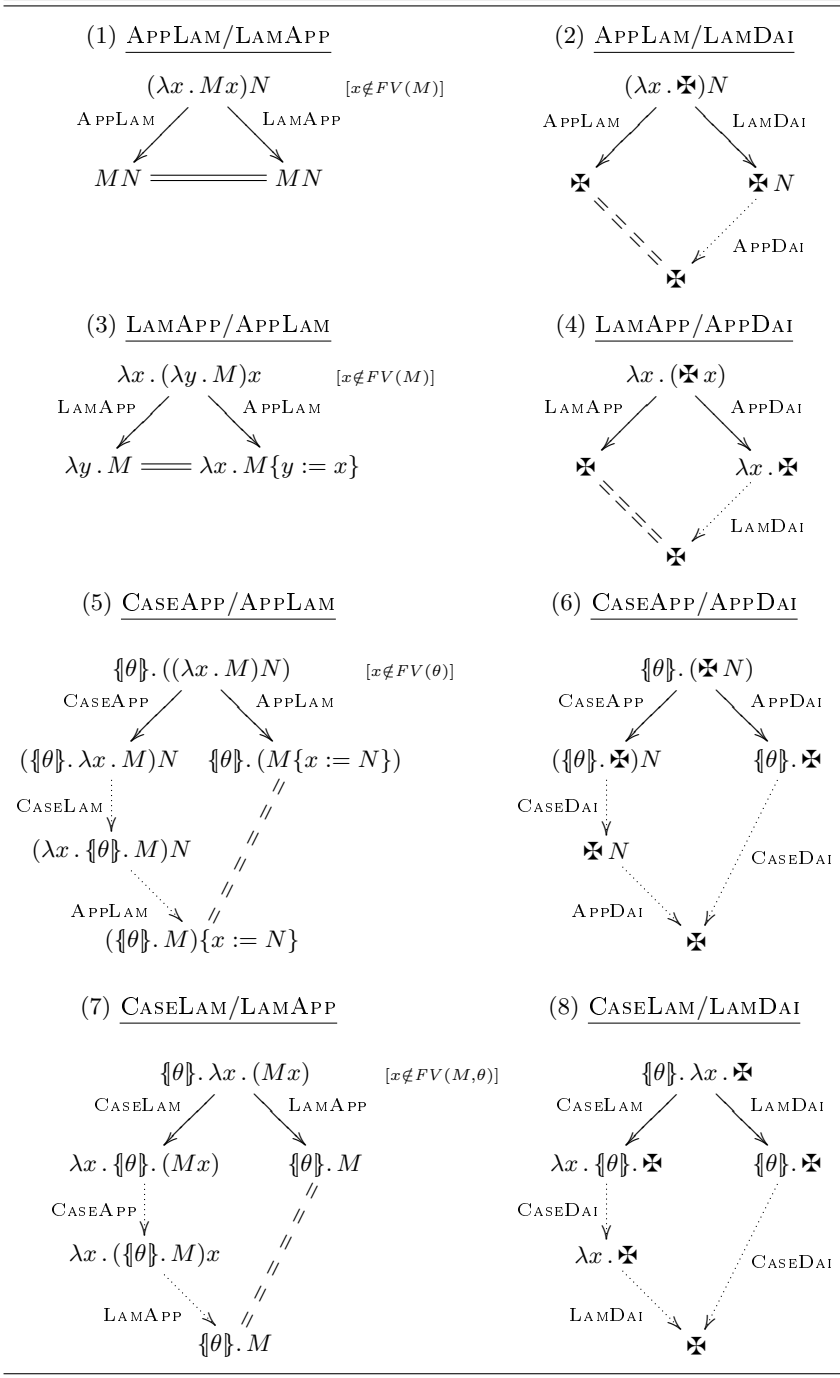 (1) APPLAM/LAMAPP
(λx . Mx)N [x∉FV(M)]
APPLAM LAMAPP
MN MN
(2) APPLAM/LAMDAI
(λx . ✠)N
APPLAM LAMDAI
✠ ✠ N
APPDAI
✠
(3) LAMAPP/APPLAM
λx . (λy . M)x [x∉FV(M)]
LAMAPP APPLAM
λy . M λx . M{y := x}
(4) LAMAPP/APPDAI
λx . (✠ x)
LAMAPP APPDAI
✠ λx . ✠
LAMDAI
✠
(5) CASEAPP/APPLAM
{|θ|}. ((λx . M)N) [x∉FV(θ)]
CASEAPP APPLAM
({|θ|}. λx . M)N {|θ|}. (M{x := N})
CASELAM
(λx . {|θ|}. M)N
APPLAM
({|θ|}. M){x := N}
(6) CASEAPP/APPDAI
{|θ|}. (✠ N)
CASEAPP APPDAI
({|θ|}. ✠)N {|θ|}. ✠
CASEDAI
✠ N
CASEDAI
APPDAI
✠
(7) CASELAM/LAMAPP
{|θ|}. λx . (Mx) [x∉FV(M,θ)]
CASELAM LAMAPP
λx . {|θ|}. (Mx) {|θ|}. M
CASEAPP
λx . ({|θ|}. M)x
LAMAPP
{|θ|}. M
(8) CASELAM/LAMDAI
{|θ|}. λx . ✠
CASELAM LAMDAI
λx . {|θ|}. ✠ {|θ|}. ✠
CASEDAI
λx . ✠
CASEDAI
LAMDAI
✠